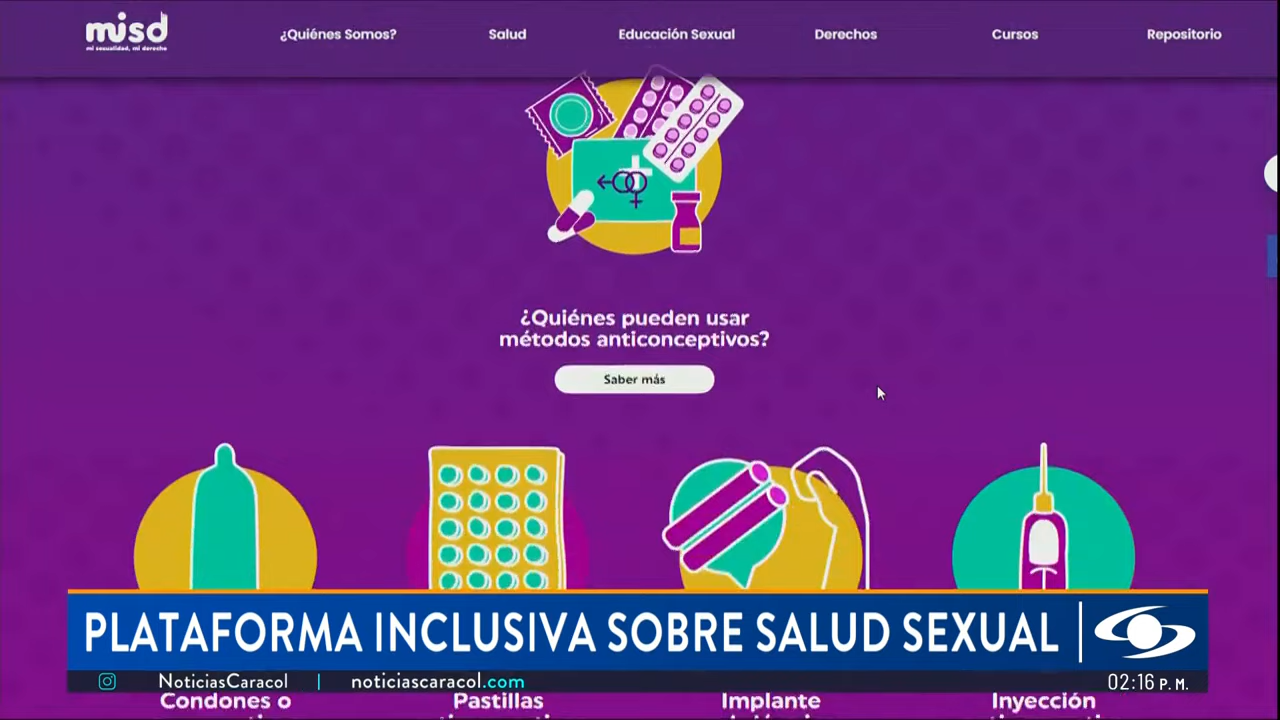 misd
mi sexualidad, mi derecho
¿Quiénes Somos?
Salud
Educación Sexual
Derechos
Cursos
Repositorio
¿Quiénes pueden usar
métodos anticonceptivos?
Saber más
PLATAFORMA INCLUSIVA SOBRE SALUD SEXUAL
NoticiasCaracol
noticiascaracol.com
02:16 P. M.
Condones o
Pastillas
Implante
Inyección